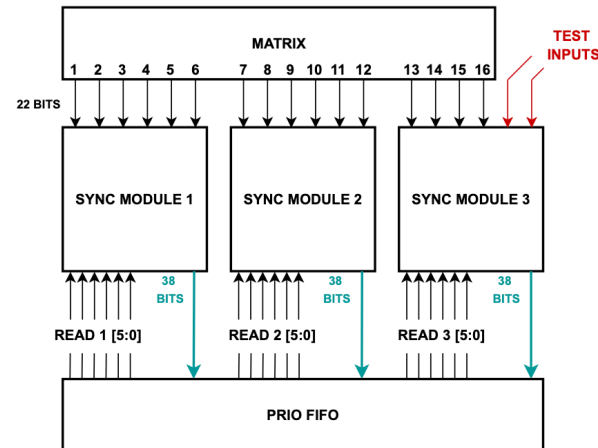 MATRIX
TEST
INPUTS
1 2 3 4 5 6 7 8 9 10 11 12 13 14 15 16
22 BITS
SYNC MODULE 1
SYNC MODULE 2
SYNC MODULE 3
38
BITS
38
BITS
38
BITS
READ 1 [5:0]
READ 2 [5:0]
READ 3 [5:0]
PRIO FIFO